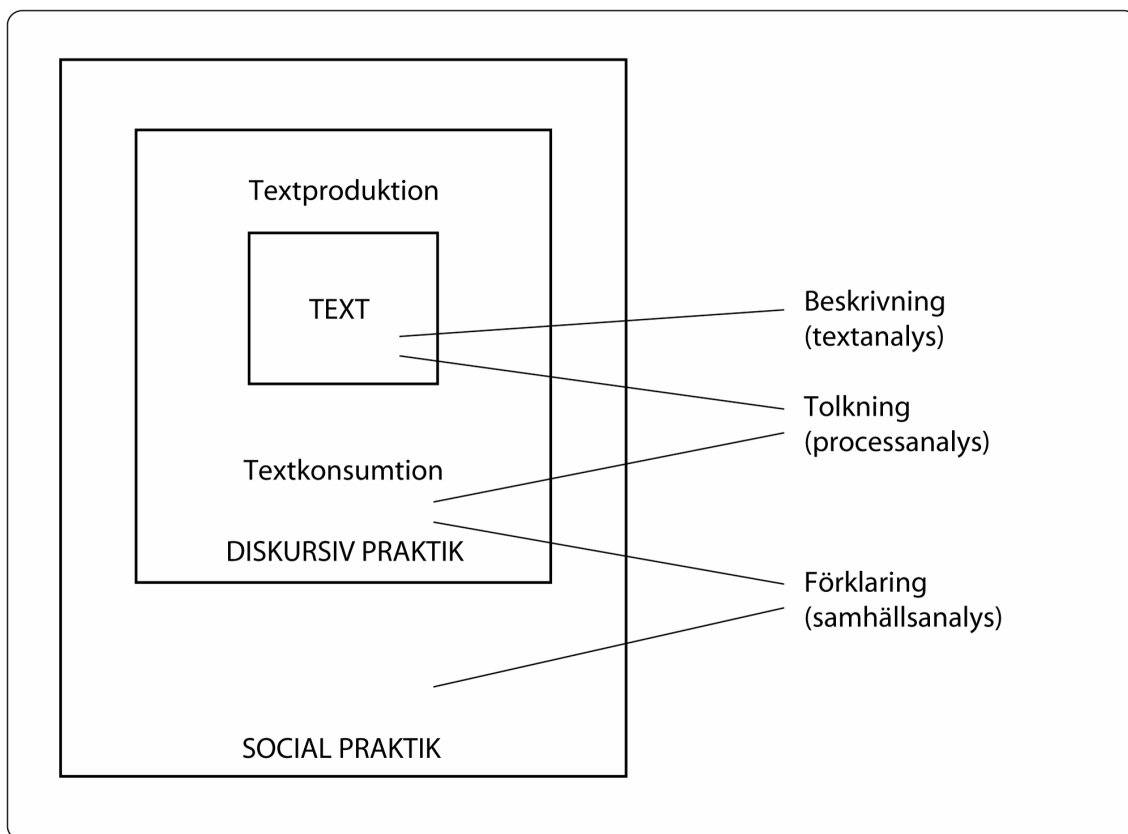 Textproduktion
TEXT
Textkonsumtion
DISKURSIV PRAKTIK
SOCIAL PRAKTIK
Beskrivning
(textanalys)
Tolkning
(processanalys)
Förklaring
(samhällsanalys)